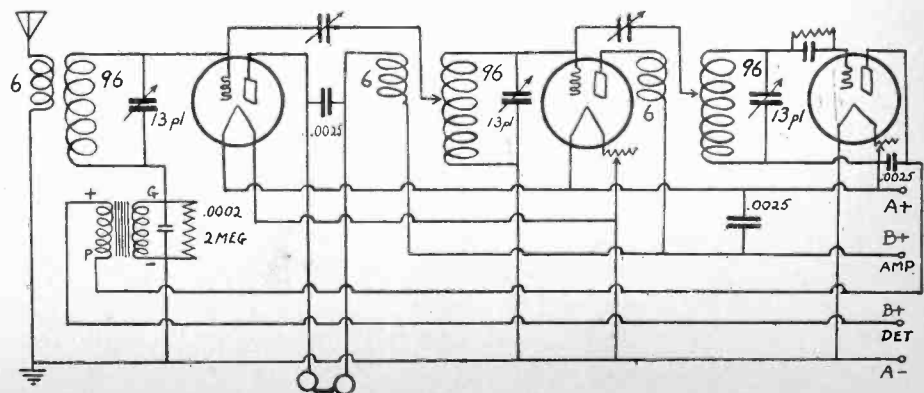 6
96
13 pl
.0025
6
96
13 pl
6
96
13 pl
.0025
+
G
.0002
2 MEG
P
-
.0025
A+
B+
AMP.
B+
DET
A-